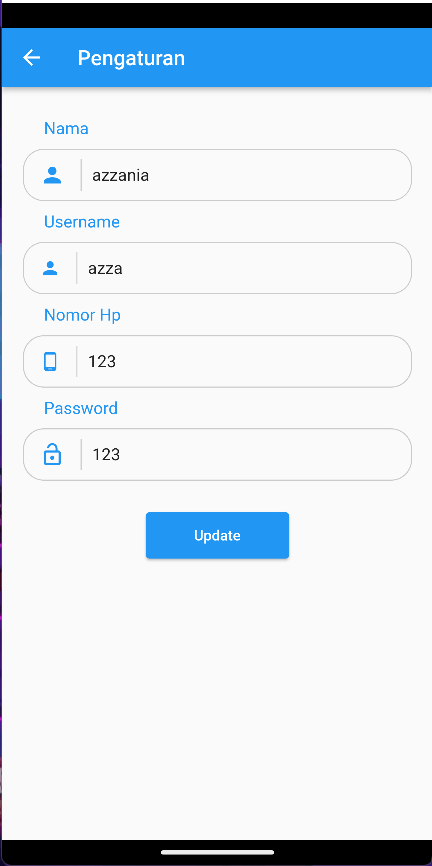 Pengaturan
Nama
azzania
Username
azza
Nomor Hp
123
Password
123
Update